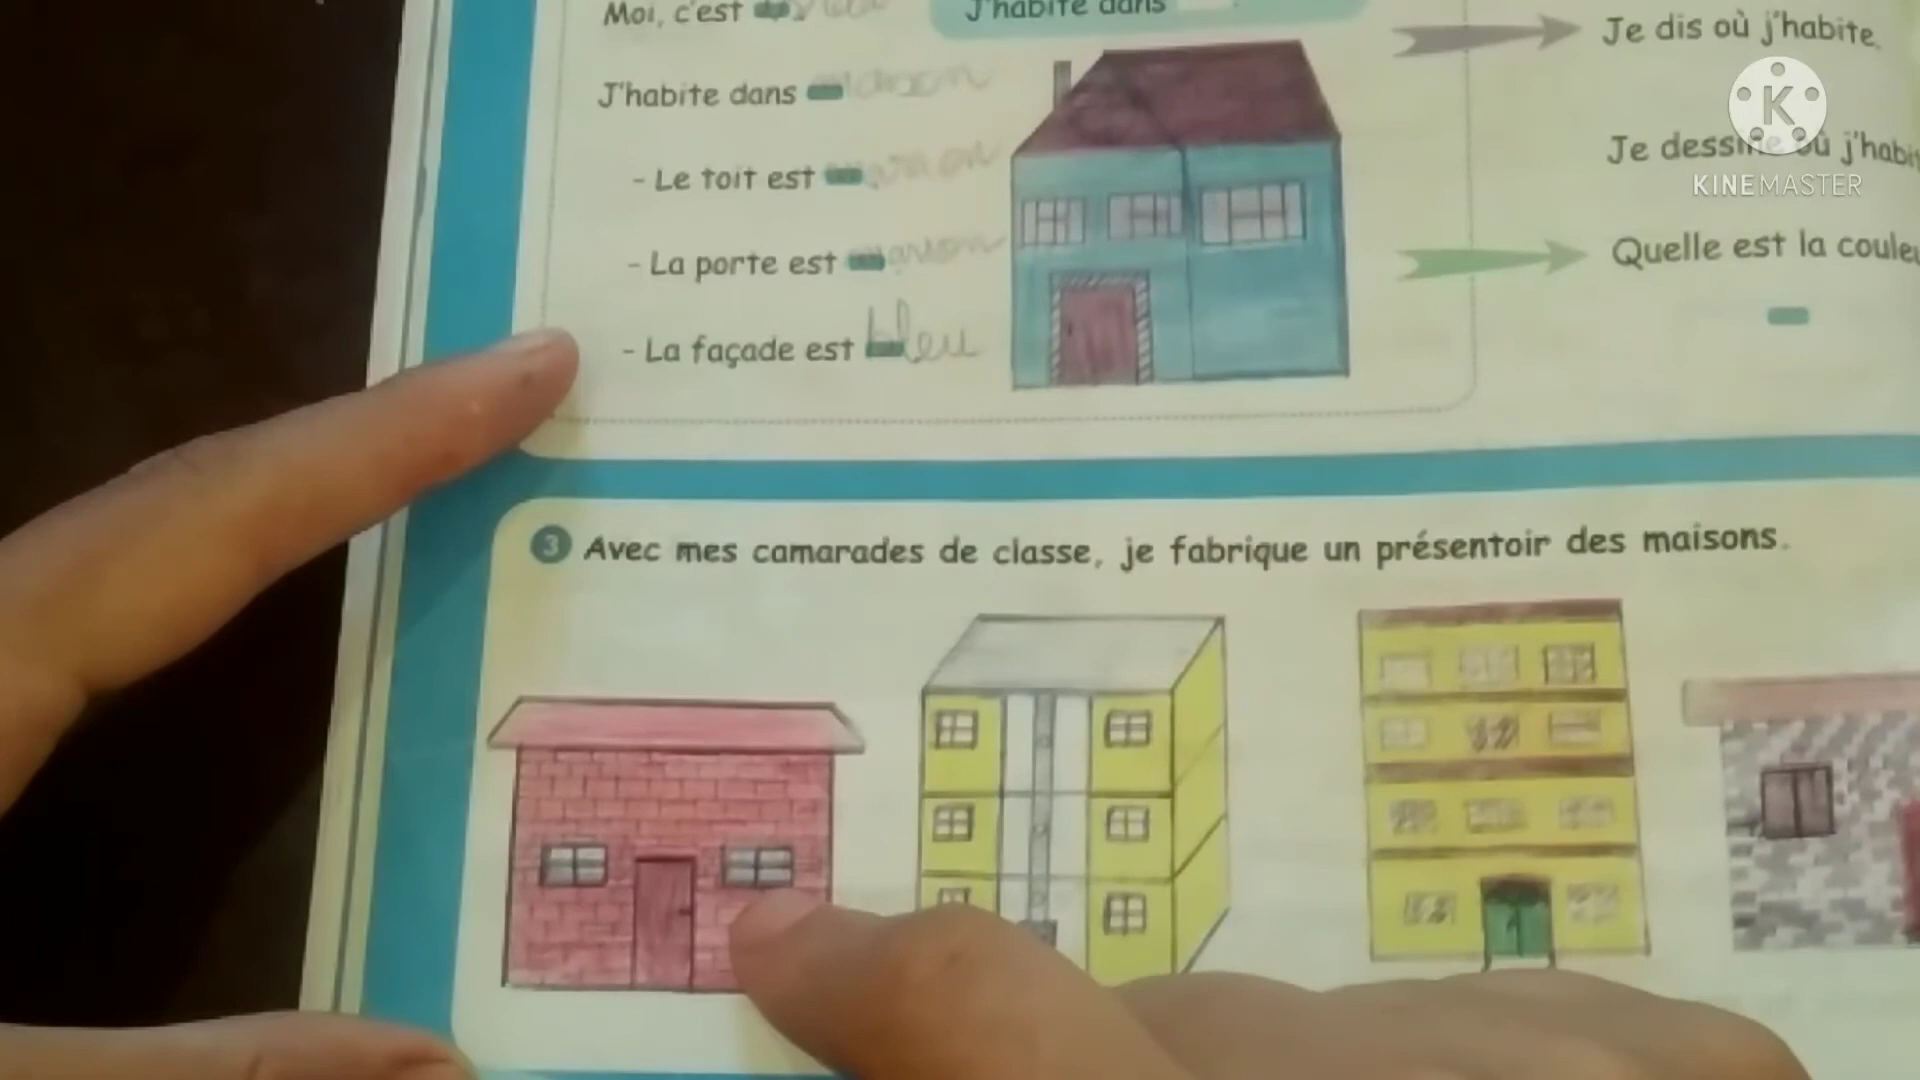 Moi, c'est
J'habite dans
J'habite dans
- Le toit est
- La porte est
- La façade est bleu
Je dis où j'habite.
Je dessine où j'habi
Quelle est la couleu
K
KINEMASTER
3 Avec mes camarades de classe, je fabrique un présentoir des maisons.